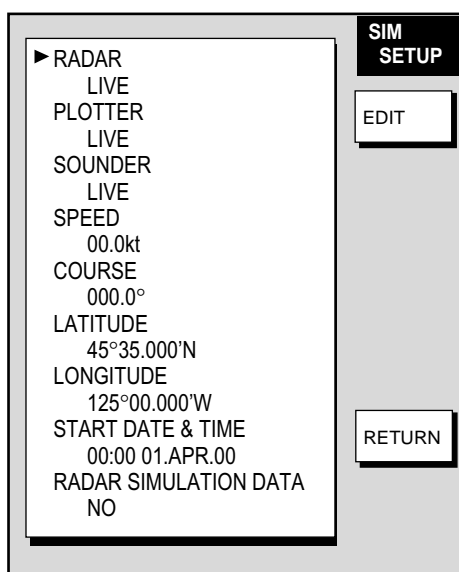 SIM
SETUP
►RADAR
LIVE
PLOTTER
LIVE
SOUNDER
LIVE
SPEED
00.0kt
COURSE
000.0°
LATITUDE
45°35.000'N
LONGITUDE
125°00.000'W
START DATE & TIME
00:00 01.APR.00
RADAR SIMULATION DATA
NO
EDIT
RETURN